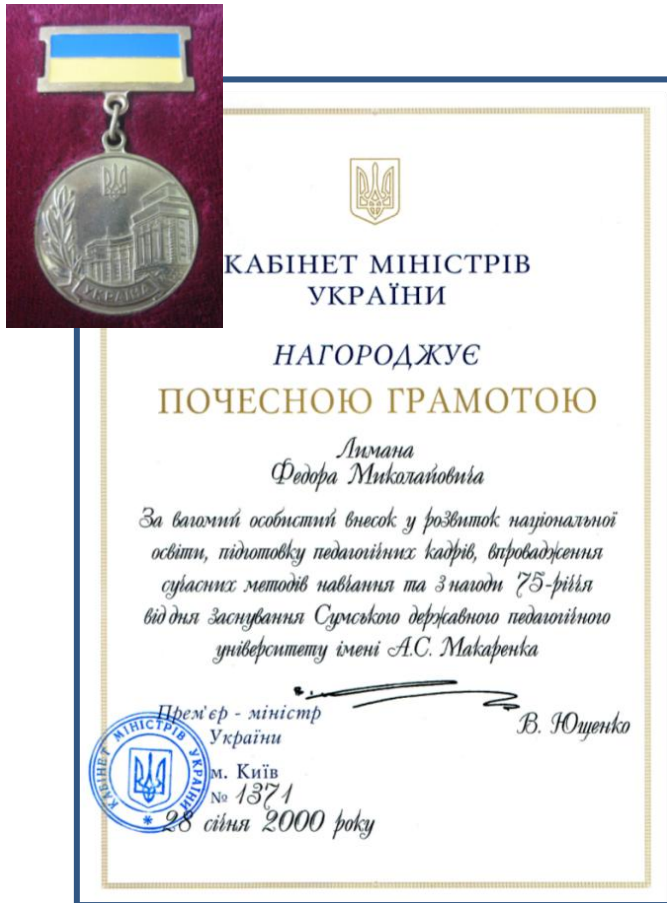 УКРАЇНА
КАБІНЕТ МІНІСТРІВ
УКРАЇНИ
НАГОРОДЖУЄ
ПОЧЕСНОЮ ГРАМОТОЮ
Лимана
Федора Миколайовича
За вагомий особистий внесок у розвиток національної
освіти, підготовку педагогічних кадрів, впровадження
сучасних методів навчання та з нагоди 75-річчя
від дня заснування Сумського державного педагогічного
університету імені А.С. Макаренка
Прем'єр - міністр
України
В. Ющенко
м. Київ
№ 1371
28 січня 2000 року
КАБІНЕТ МІНІСТРІВ УКРАЇНИ